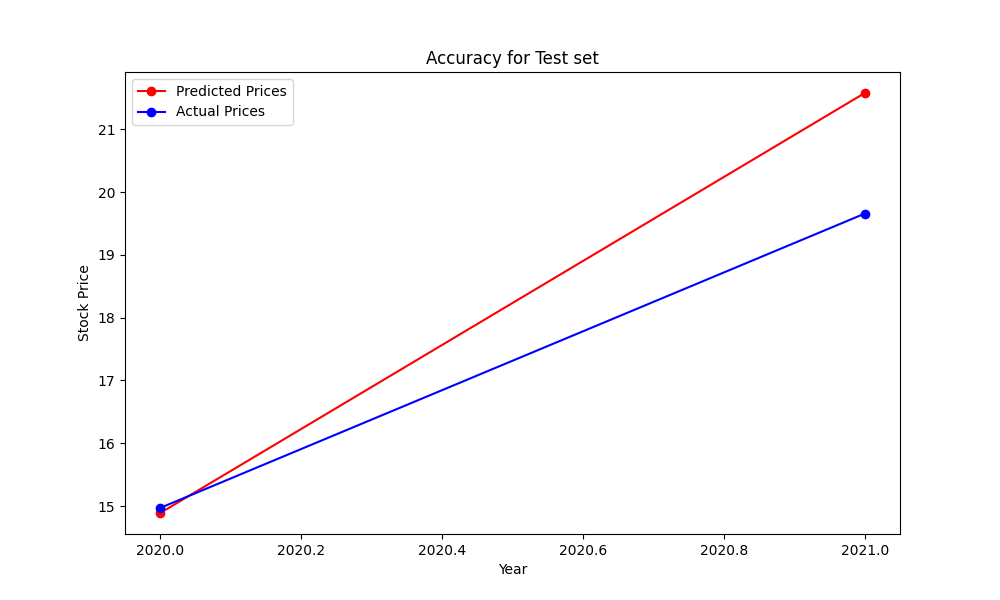 Accuracy for Test set
Predicted Prices
Actual Prices
Stock Price
21
20
19
18
17
16
15
2020.0 2020.2 2020.4 2020.6 2020.8 2021.0
Year